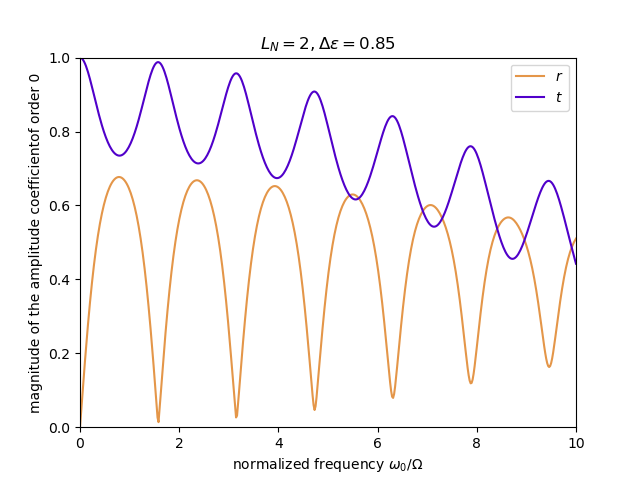 L_N = 2, Δε = 0.85
magnitude of the amplitude coefficientof order 0
1.0
0.8
0.6
0.4
0.2
0.0
r
t
0 2 4 6 8 10
normalized frequency ω₀/Ω